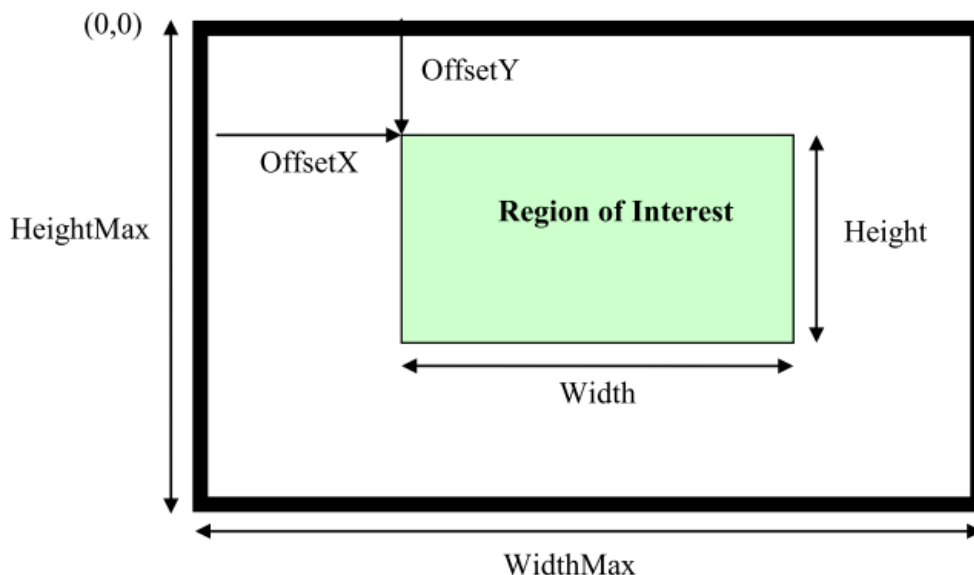 (0,0)
OffsetY
OffsetX
Region of Interest
HeightMax
Height
Width
WidthMax